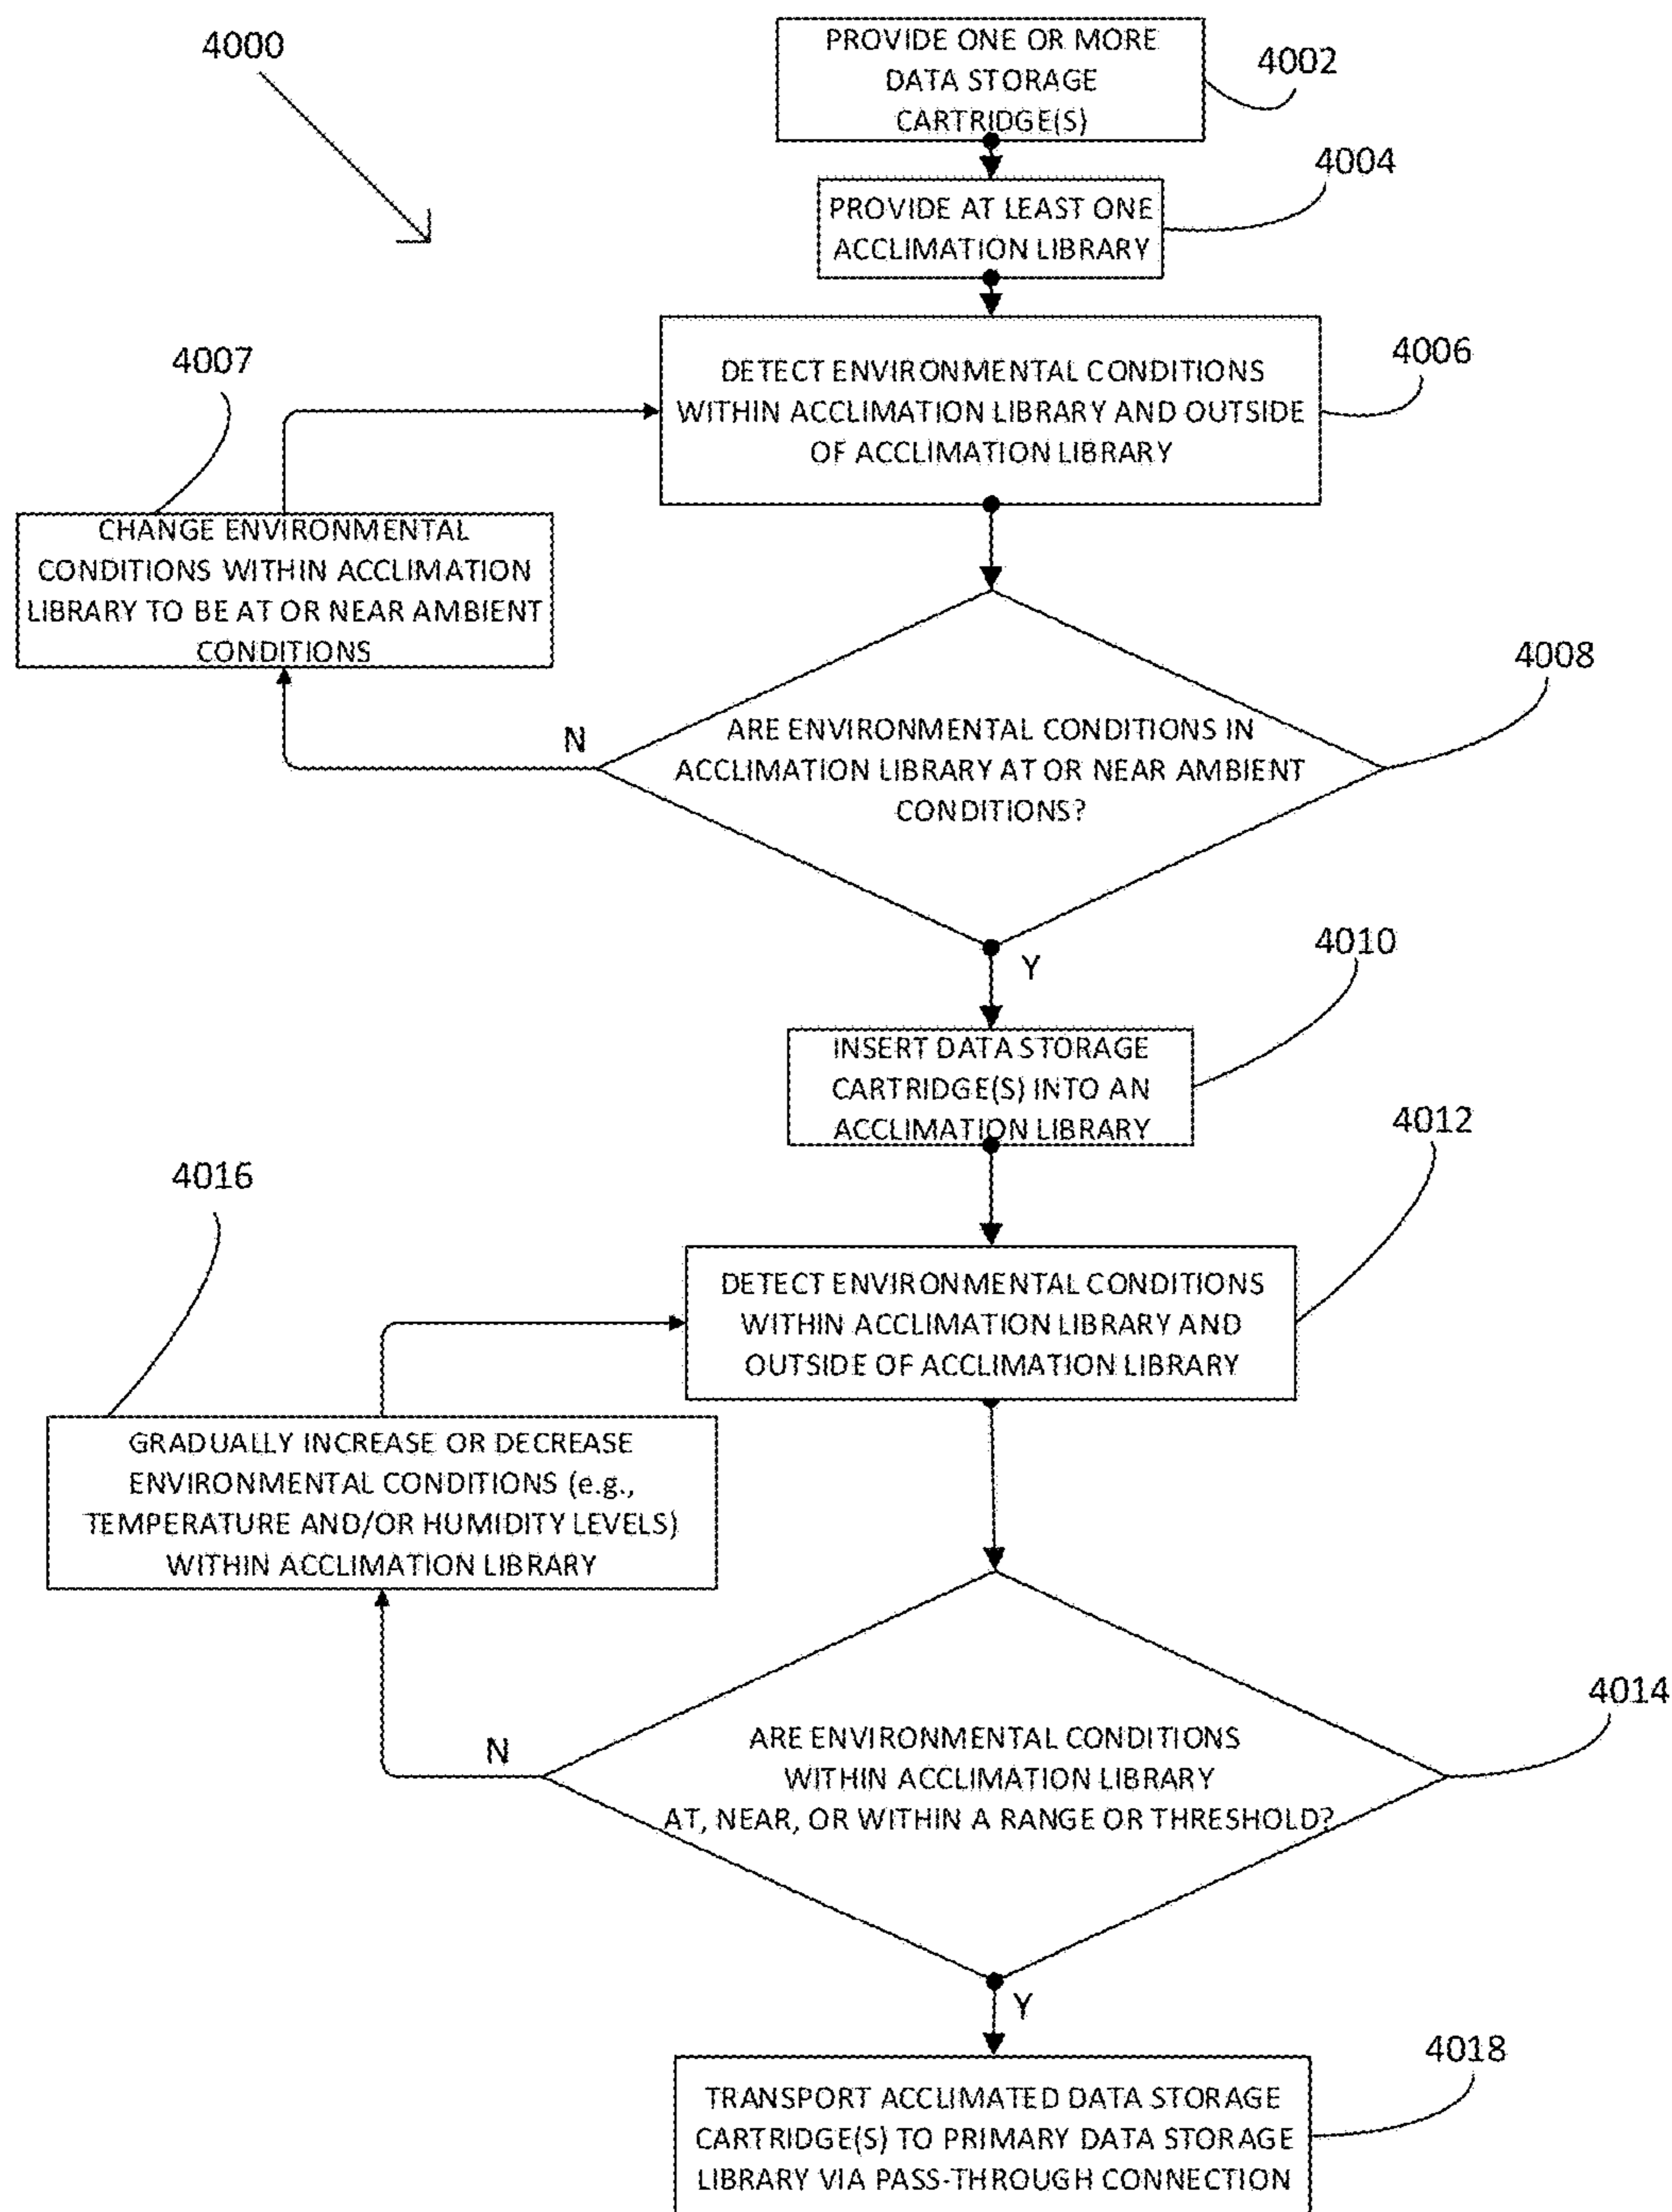 4000
PROVIDE ONE OR MORE
DATA STORAGE
CARTRIDGE(S)
4002
PROVIDE AT LEAST ONE
ACCLIMATION LIBRARY
4004
DETECT ENVIRONMENTAL CONDITIONS
WITHIN ACCLIMATION LIBRARY AND OUTSIDE
OF ACCLIMATION LIBRARY
4006
4007
CHANGE ENVIRONMENTAL
CONDITIONS WITHIN ACCLIMATION
LIBRARY TO BE AT OR NEAR AMBIENT
CONDITIONS
N
ARE ENVIRONMENTAL CONDITIONS IN
ACCLIMATION LIBRARY AT OR NEAR AMBIENT
CONDITIONS?
4008
Y
INSERT DATA STORAGE
CARTRIDGE(S) INTO AN
ACCLIMATION LIBRARY
4010
DETECT ENVIRONMENTAL CONDITIONS
WITHIN ACCLIMATION LIBRARY AND
OUTSIDE OF ACCLIMATION LIBRARY
4012
4016
GRADUALLY INCREASE OR DECREASE
ENVIRONMENTAL CONDITIONS (e.g.,
TEMPERATURE AND/OR HUMIDITY LEVELS)
WITHIN ACCLIMATION LIBRARY
N
ARE ENVIRONMENTAL CONDITIONS
WITHIN ACCLIMATION LIBRARY
AT, NEAR, OR WITHIN A RANGE OR THRESHOLD?
4014
Y
TRANSPORT ACCLIMATED DATA STORAGE
CARTRIDGE(S) TO PRIMARY DATA STORAGE
LIBRARY VIA PASS-THROUGH CONNECTION
4018